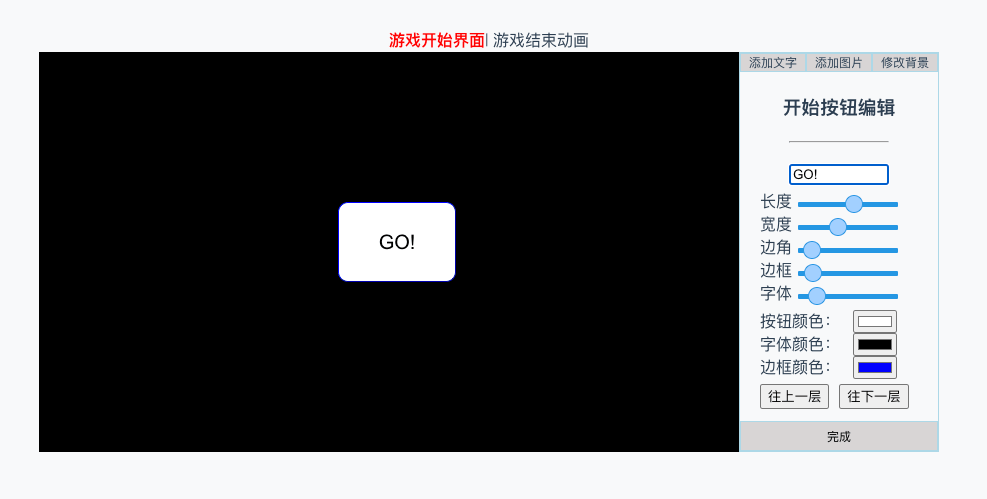 游戏开始界面| 游戏结束动画
添加文字 添加图片 修改背景
开始按钮编辑
GO!
GO!
长度
宽度
边角
边框
字体
按钮颜色：
字体颜色：
边框颜色：
往上一层 往下一层
完成